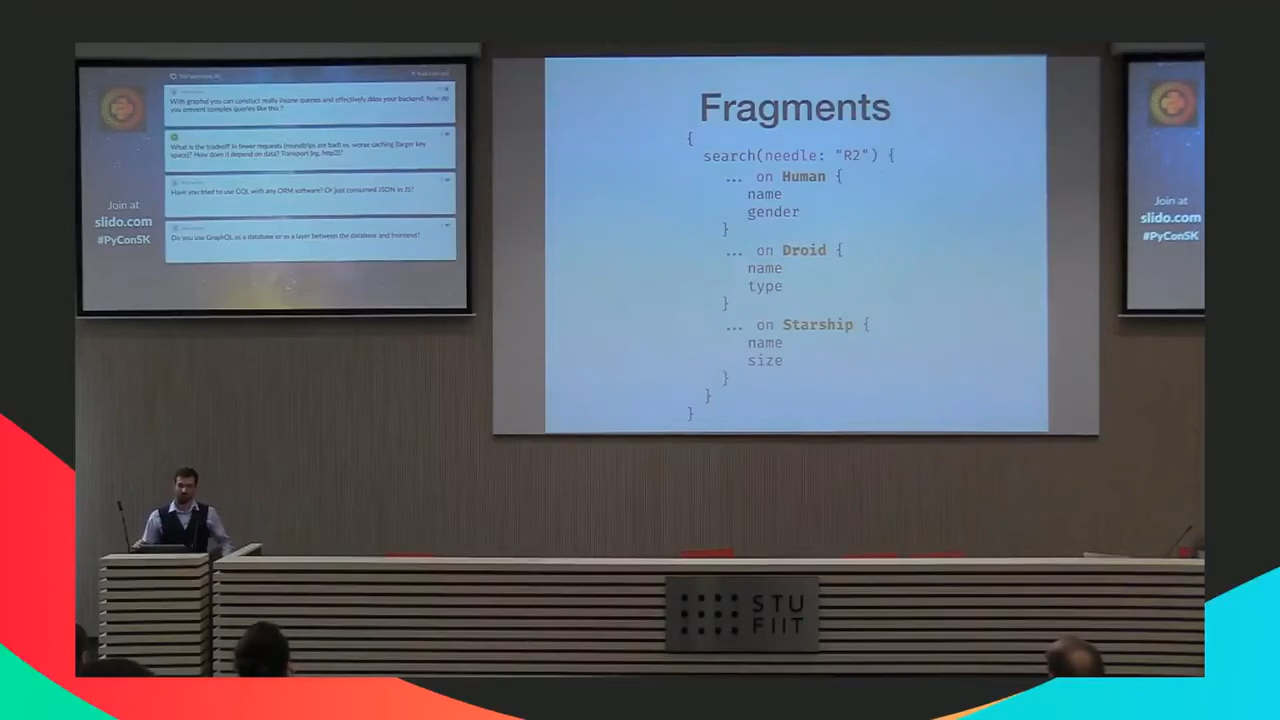 With graphql you can construct really insane queries and effectively ddos your backend, how do
you prevent complex queries like this ?
What is the tradeoff in fewer requests (roundtrips are bad) vs. worse caching (larger key
space)? How does it depend on data? Transport (eg. http2)?
Have you tried to use GQL with any ORM software? Or just consumed JSON in JS?
Do you use GraphQL as a database or as a layer between the database and frontend?
Join at
slido.com
#PyConSK
Fragments
{
search(needle: "R2") {
... on Human {
name
gender
}
... on Droid {
name
type
}
... on Starship {
name
size
}
}
}
Join at
slido.com
#PyConSK
STU
FIIT